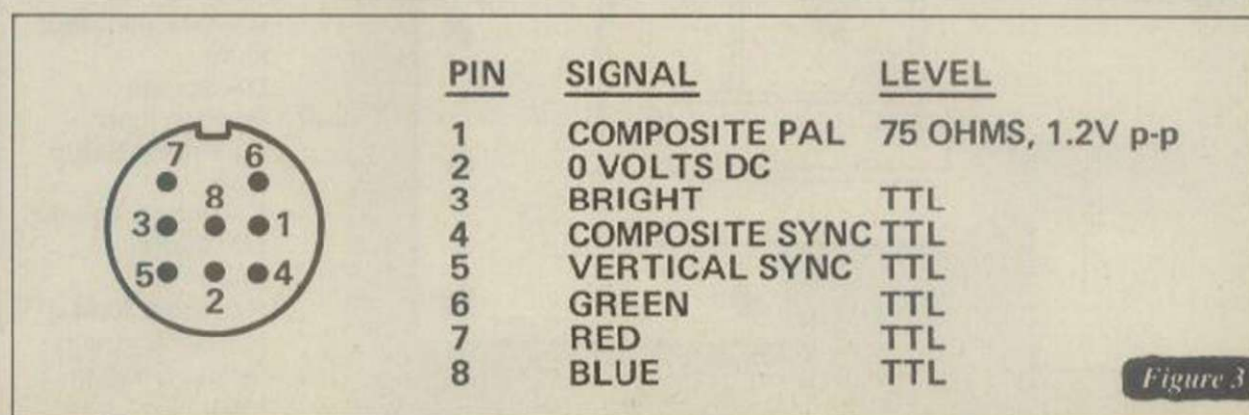 PIN SIGNAL LEVEL
1 COMPOSITE PAL 75 OHMS, 1.2V p-p
2 0 VOLTS DC
3 BRIGHT TTL
4 COMPOSITE SYNC TTL
5 VERTICAL SYNC TTL
6 GREEN TTL
7 RED TTL
8 BLUE TTL
7 6
8
3 1
5 4
2
Figure 3